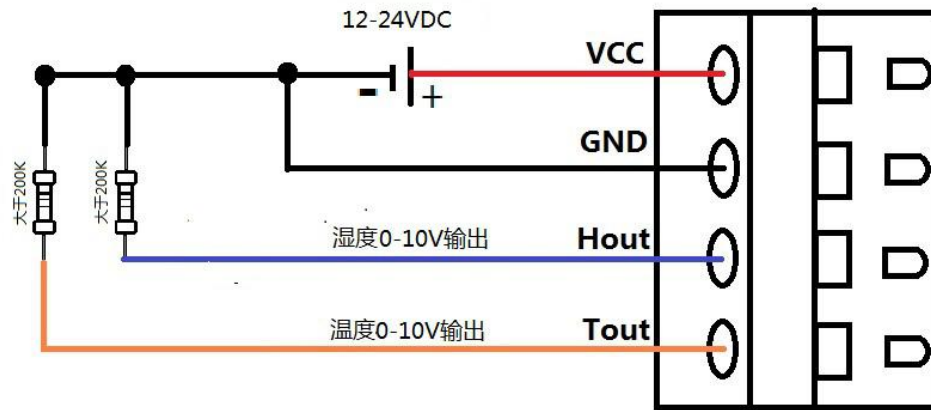 12-24VDC
VCC
- +
GND
大于200K
大于200K
湿度0-10V输出 Hout
温度0-10V输出 Tout